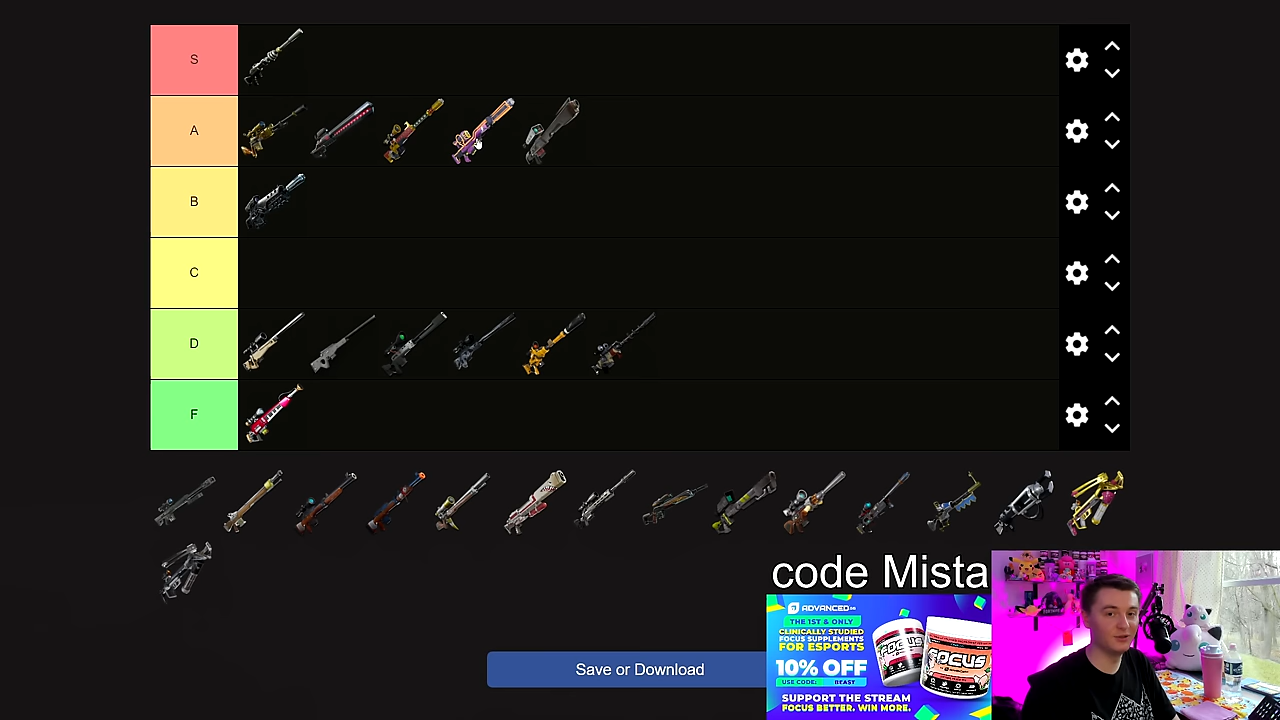 S
A
B
C
D
F
code Mista
ADVANCED
THE 1ST & ONLY
CLINICALLY STUDIED
FOCUS SUPPLEMENTS
FOR ESPORTS
10% OFF
USE CODE: BEAST
SUPPORT THE STREAM
FOCUS BETTER. WIN MORE.
FOCUS
FOCUS
Save or Download